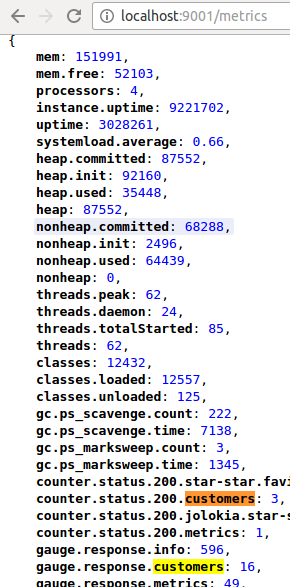 localhost:9001/metrics
{
mem: 151991,
mem.free: 52103,
processors: 4,
instance.uptime: 9221702,
uptime: 3028261,
systemload.average: 0.66,
heap.committed: 87552,
heap.init: 92160,
heap.used: 35448,
heap: 87552,
nonheap.committed: 68288,
nonheap.init: 2496,
nonheap.used: 64439,
nonheap: 0,
threads.peak: 62,
threads.daemon: 24,
threads.totalStarted: 85,
threads: 62,
classes: 12432,
classes.loaded: 12557,
classes.unloaded: 125,
gc.ps_scavenge.count: 222,
gc.ps_scavenge.time: 7138,
gc.ps_marksweep.count: 3,
gc.ps_marksweep.time: 1345,
counter.status.200.star-star.favi
counter.status.200.customers: 3,
counter.status.200.jolokia.star-s
counter.status.200.metrics: 1,
gauge.response.info: 596,
gauge.response.customers: 16,
gauge.response.metrics: 49,